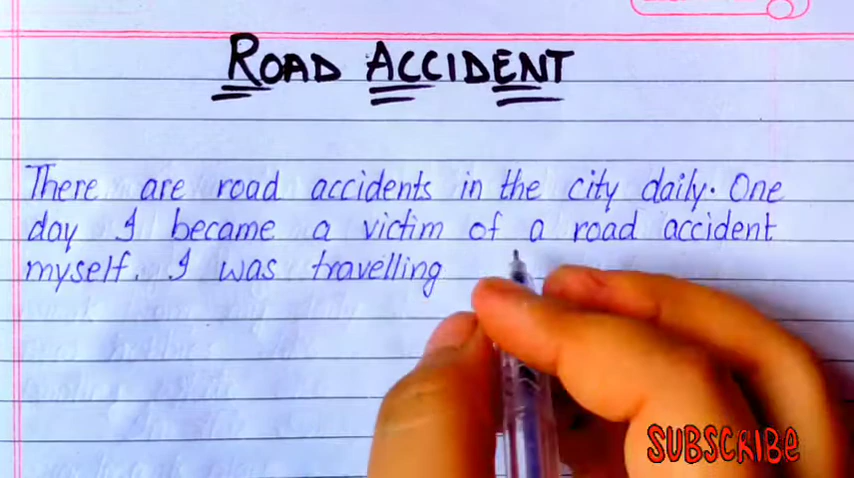 ROAD ACCIDENT
There are road accidents in the city daily. One
day I became a victim of a road accident
myself. I was travelling
SUBSCRIBE